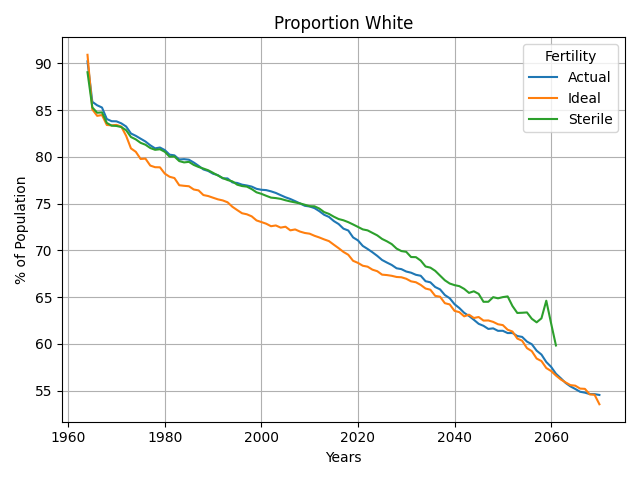 Proportion White
Fertility
Actual
Ideal
Sterile
% of Population
90
85
80
75
70
65
60
55
1960
1980
2000
2020
2040
2060
Years